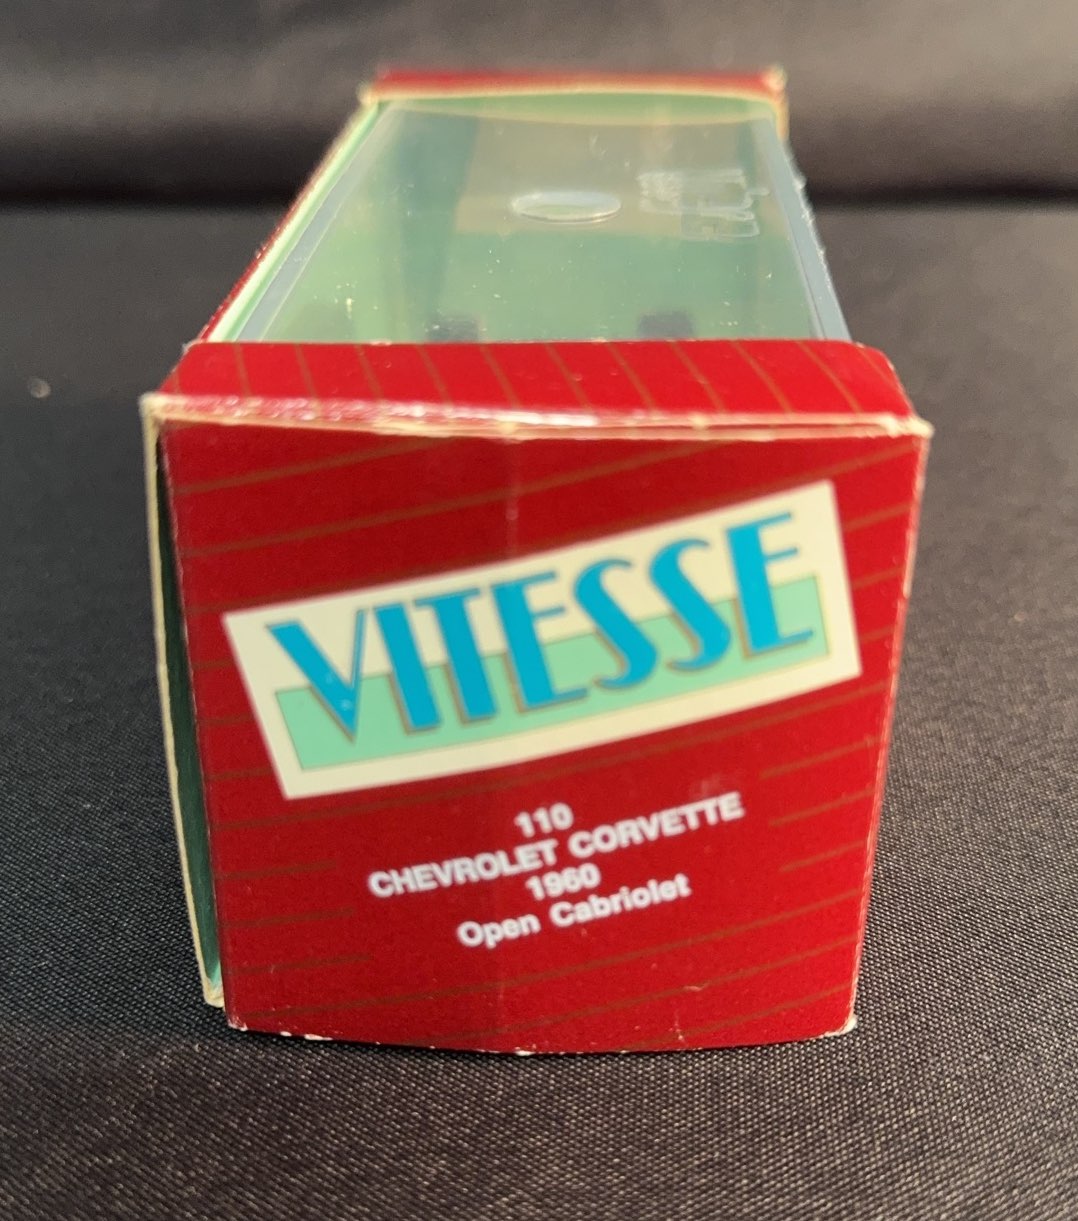 VITESSE
110
CHEVROLET CORVETTE
1960
Open Cabriolet